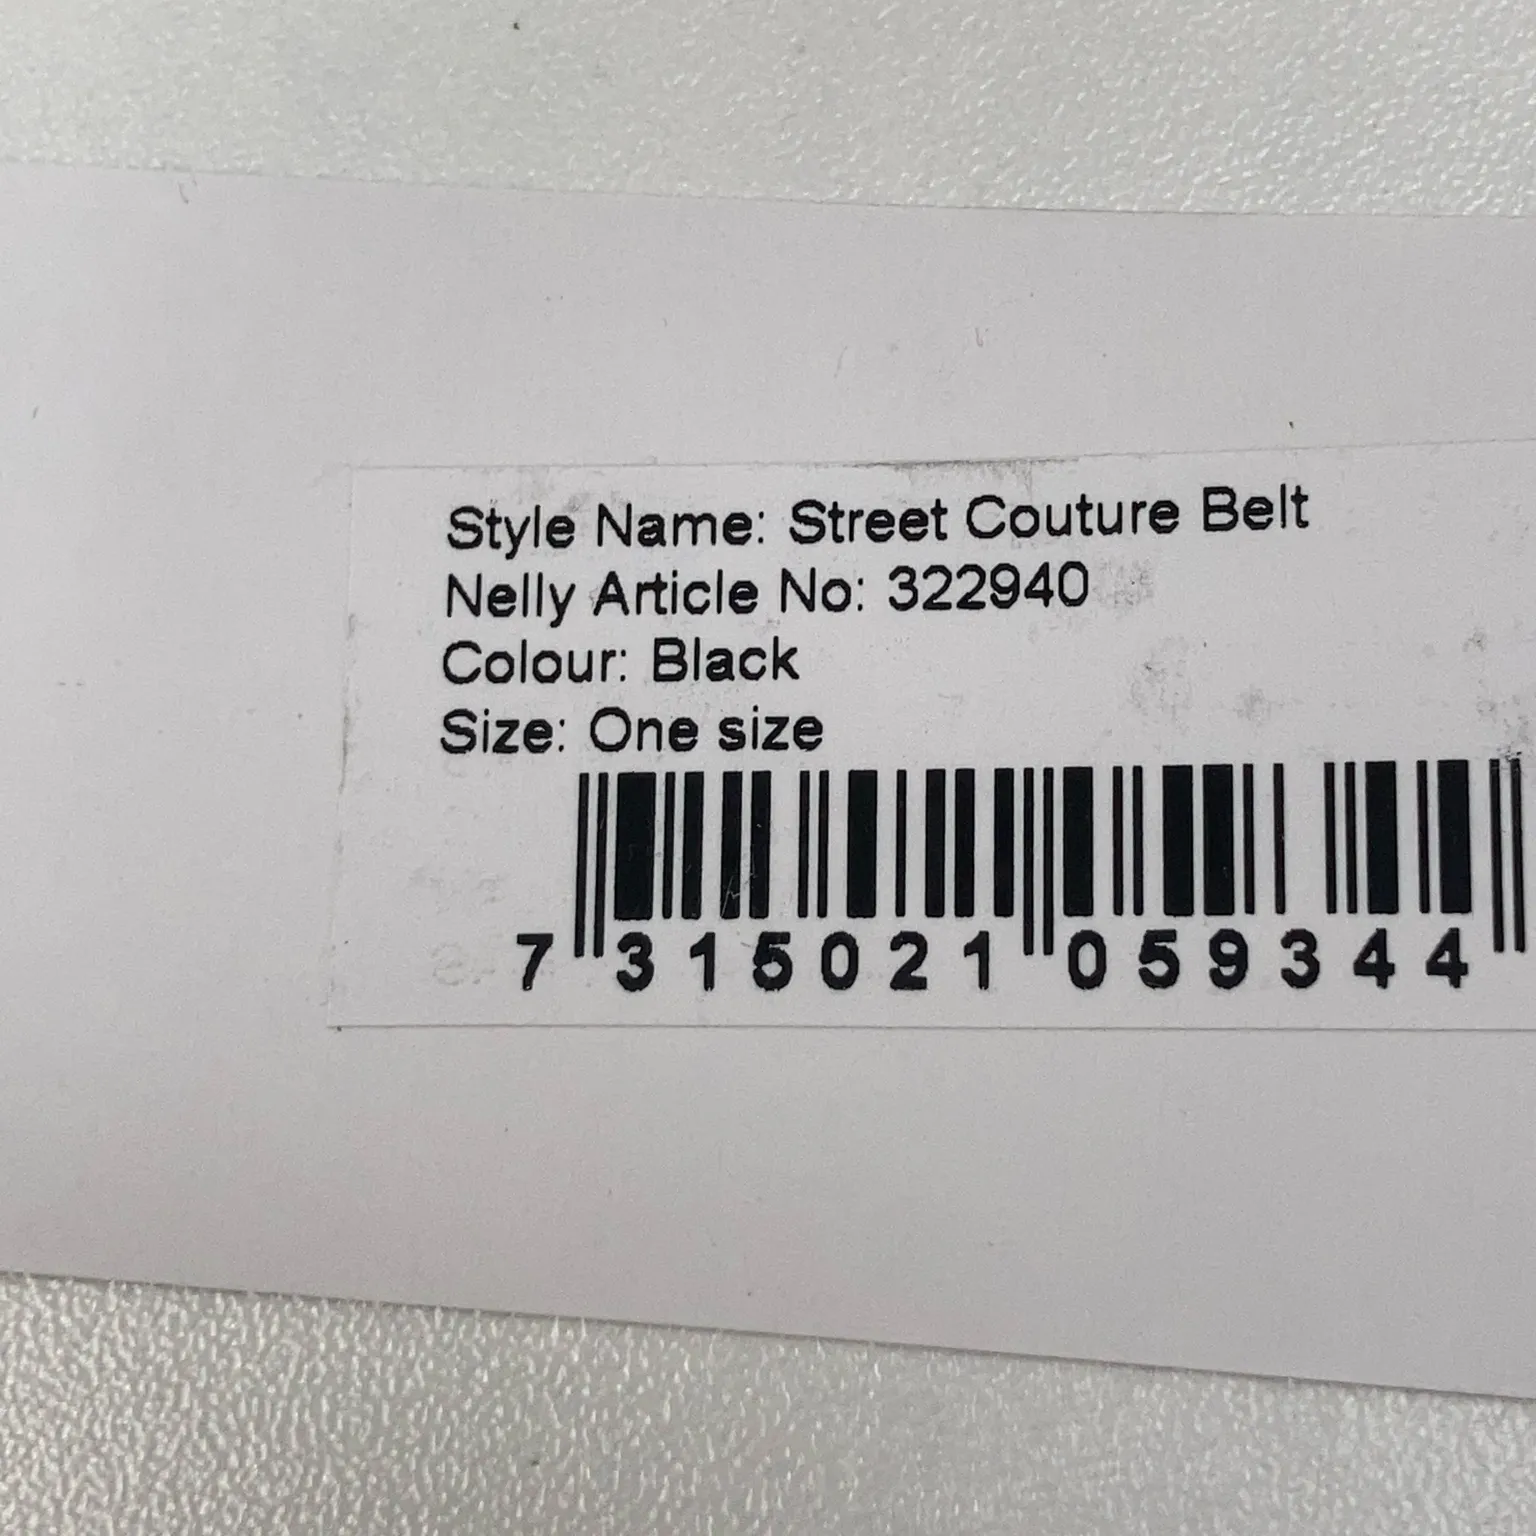 Style Name: Street Couture Belt
Nelly Article No: 322940
Colour: Black
Size: One size
7 315021 059344